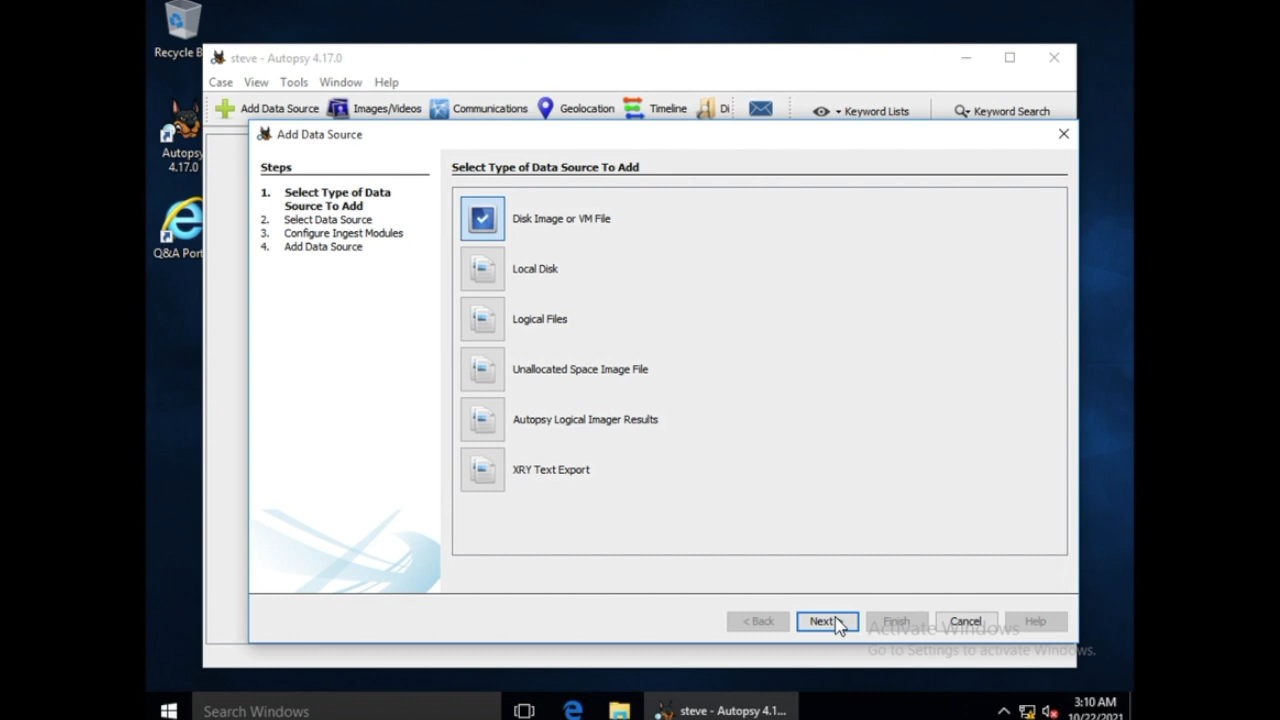 Recycle B
steve - Autopsy 4.17.0
Case View Tools Window Help
Add Data Source Images/Videos Communications Geolocation Timeline Di Keyword Lists Keyword Search
Autopsy
4.17.0
Q&A Port
Add Data Source
Steps
1. Select Type of Data
Source To Add
2. Select Data Source
3. Configure Ingest Modules
4. Add Data Source
Select Type of Data Source To Add
Disk Image or VM File
Local Disk
Logical Files
Unallocated Space Image File
Autopsy Logical Imager Results
XRY Text Export
< Back Next Finish Cancel Help
Activate Windows
Go to Settings to activate Windows.
Search Windows
steve - Autopsy 4.1...
3:10 AM
10/22/2021